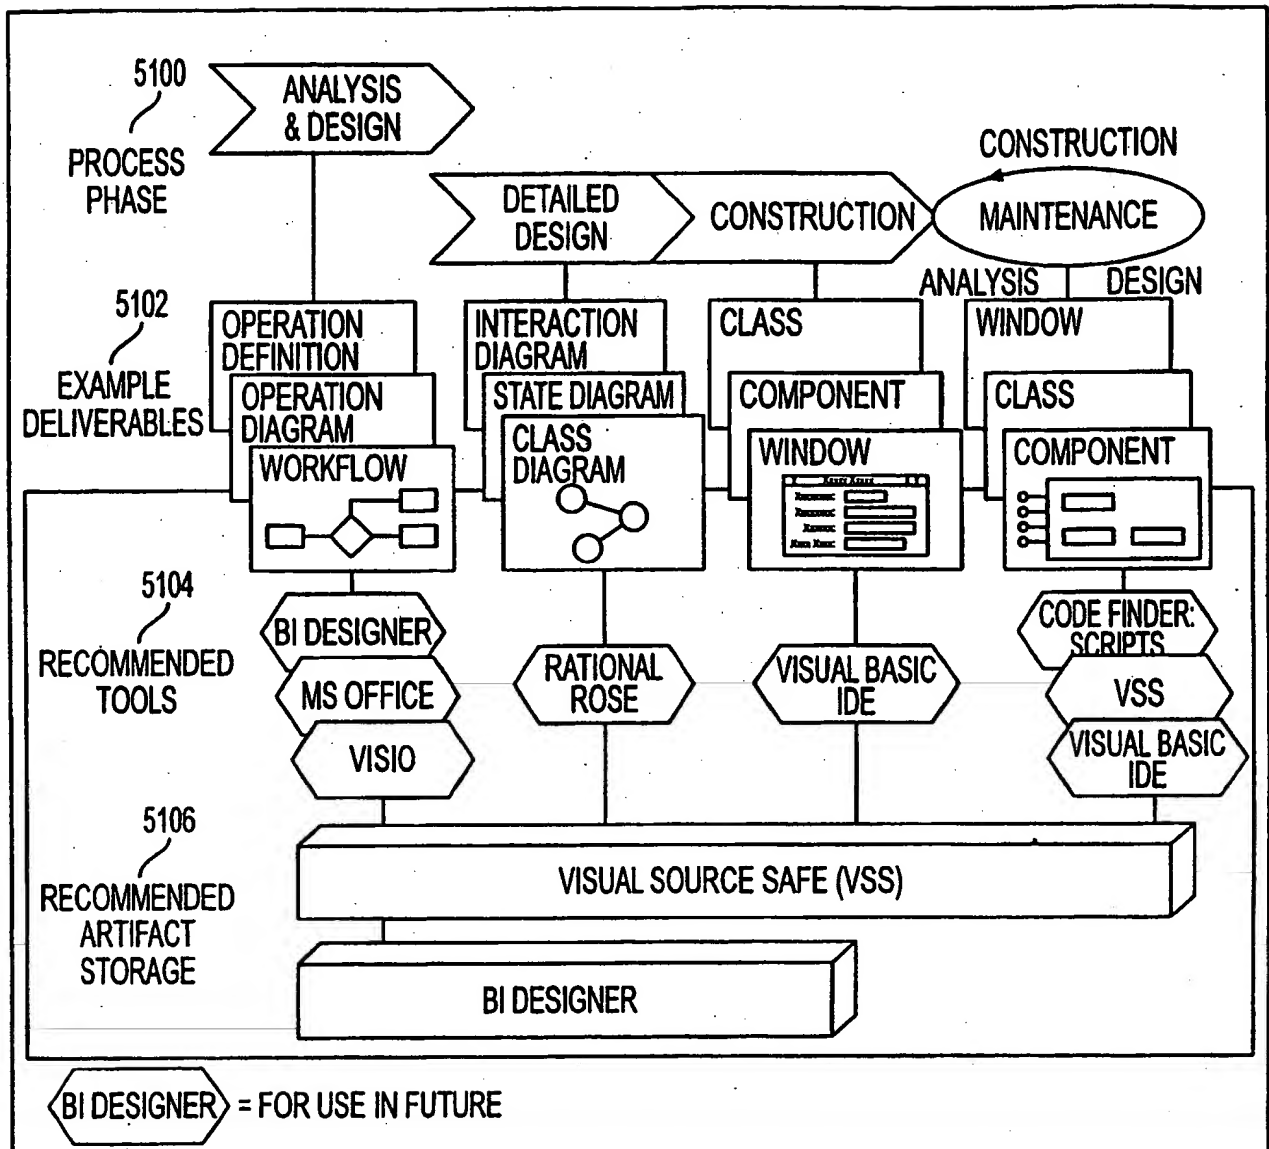 5100
PROCESS
PHASE
ANALYSIS
& DESIGN
DETAILED
DESIGN
CONSTRUCTION
CONSTRUCTION
MAINTENANCE
ANALYSIS
DESIGN
5102
EXAMPLE
DELIVERABLES
OPERATION
DEFINITION
OPERATION
DIAGRAM
WORKFLOW
INTERACTION
DIAGRAM
STATE DIAGRAM
CLASS
DIAGRAM
CLASS
COMPONENT
WINDOW
WINDOW
CLASS
COMPONENT
5104
RECOMMENDED
TOOLS
BI DESIGNER
MS OFFICE
VISIO
RATIONAL
ROSE
VISUAL BASIC
IDE
CODE FINDER:
SCRIPTS
VSS
VISUAL BASIC
IDE
5106
RECOMMENDED
ARTIFACT
STORAGE
VISUAL SOURCE SAFE (VSS)
BI DESIGNER
BI DESIGNER = FOR USE IN FUTURE